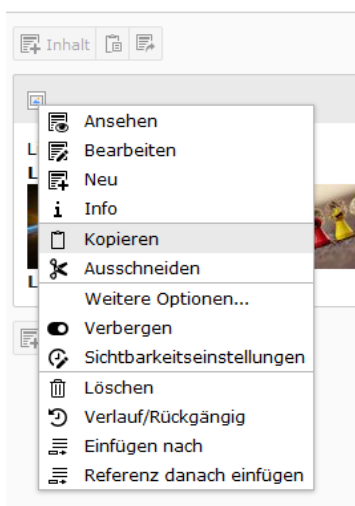 Inhalt
Ansehen
Bearbeiten
Neu
Info
Kopieren
Ausschneiden
Weitere Optionen...
Verbergen
Sichtbarkeitseinstellungen
Löschen
Verlauf/Rückgängig
Einfügen nach
Referenz danach einfügen